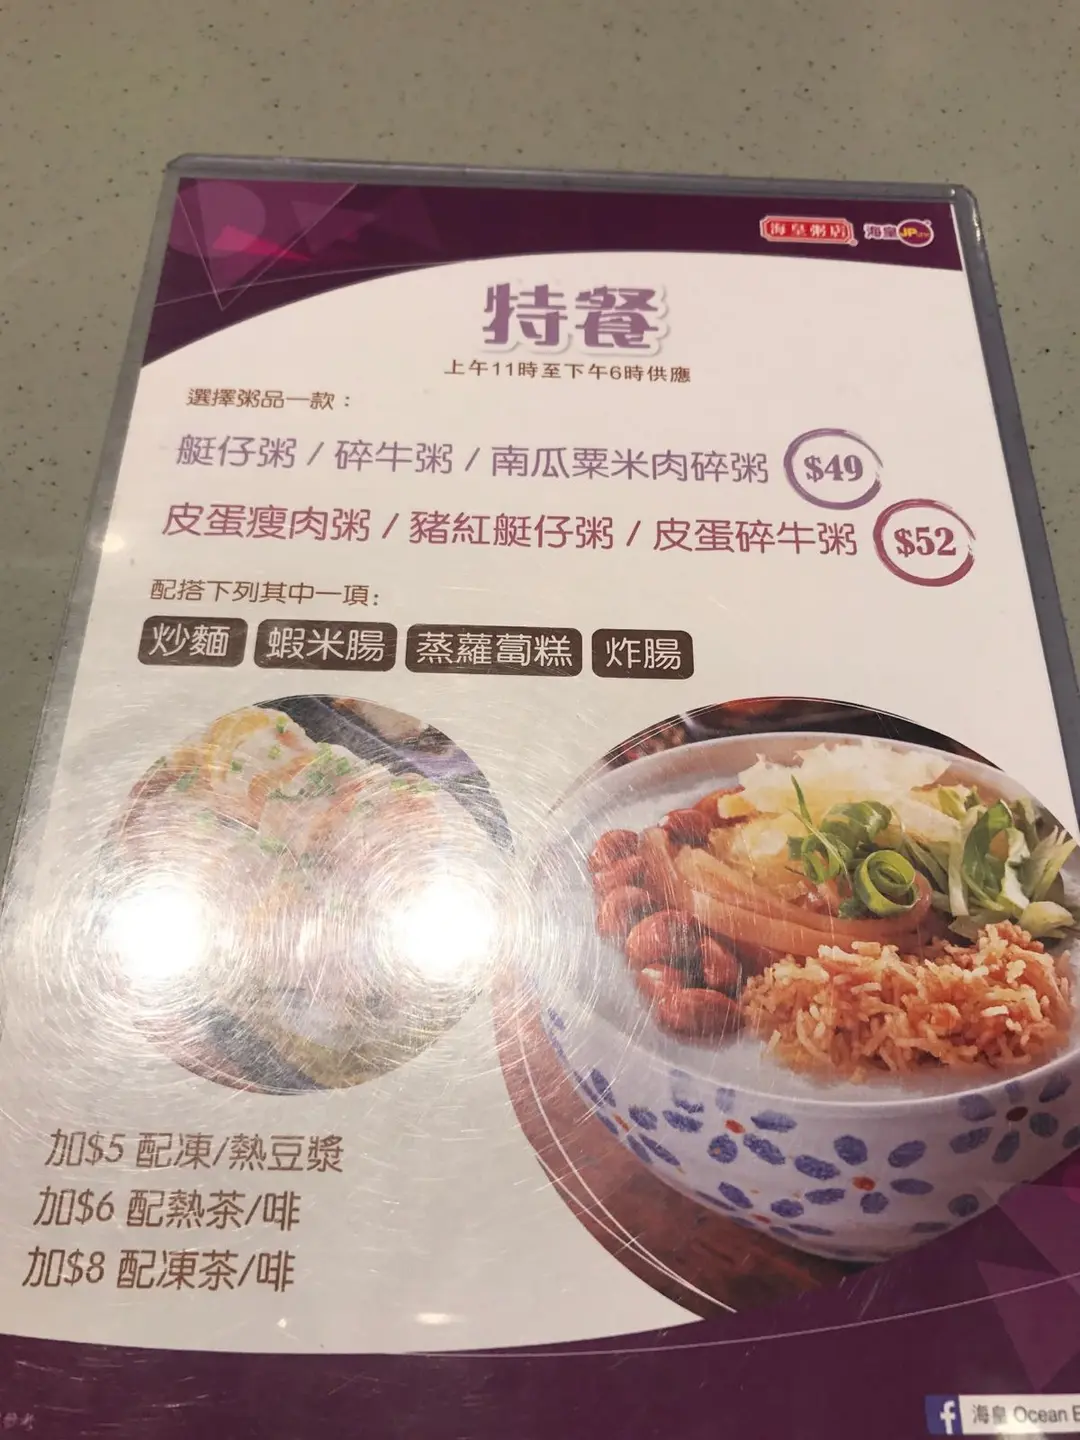 海皇粥店 海皇 JP
特餐
上午11時至下午6時供應
選擇粥品一款：
艇仔粥 / 碎牛粥 / 南瓜粟米肉碎粥 $49
皮蛋瘦肉粥 / 豬紅艇仔粥 / 皮蛋碎牛粥 $52
配搭下列其中一項:
炒麵 蝦米腸 蒸蘿蔔糕 炸腸
加$5 配凍/熱豆漿
加$6 配熱茶/啡
加$8 配凍茶/啡
參考
f 海皇 Ocean E